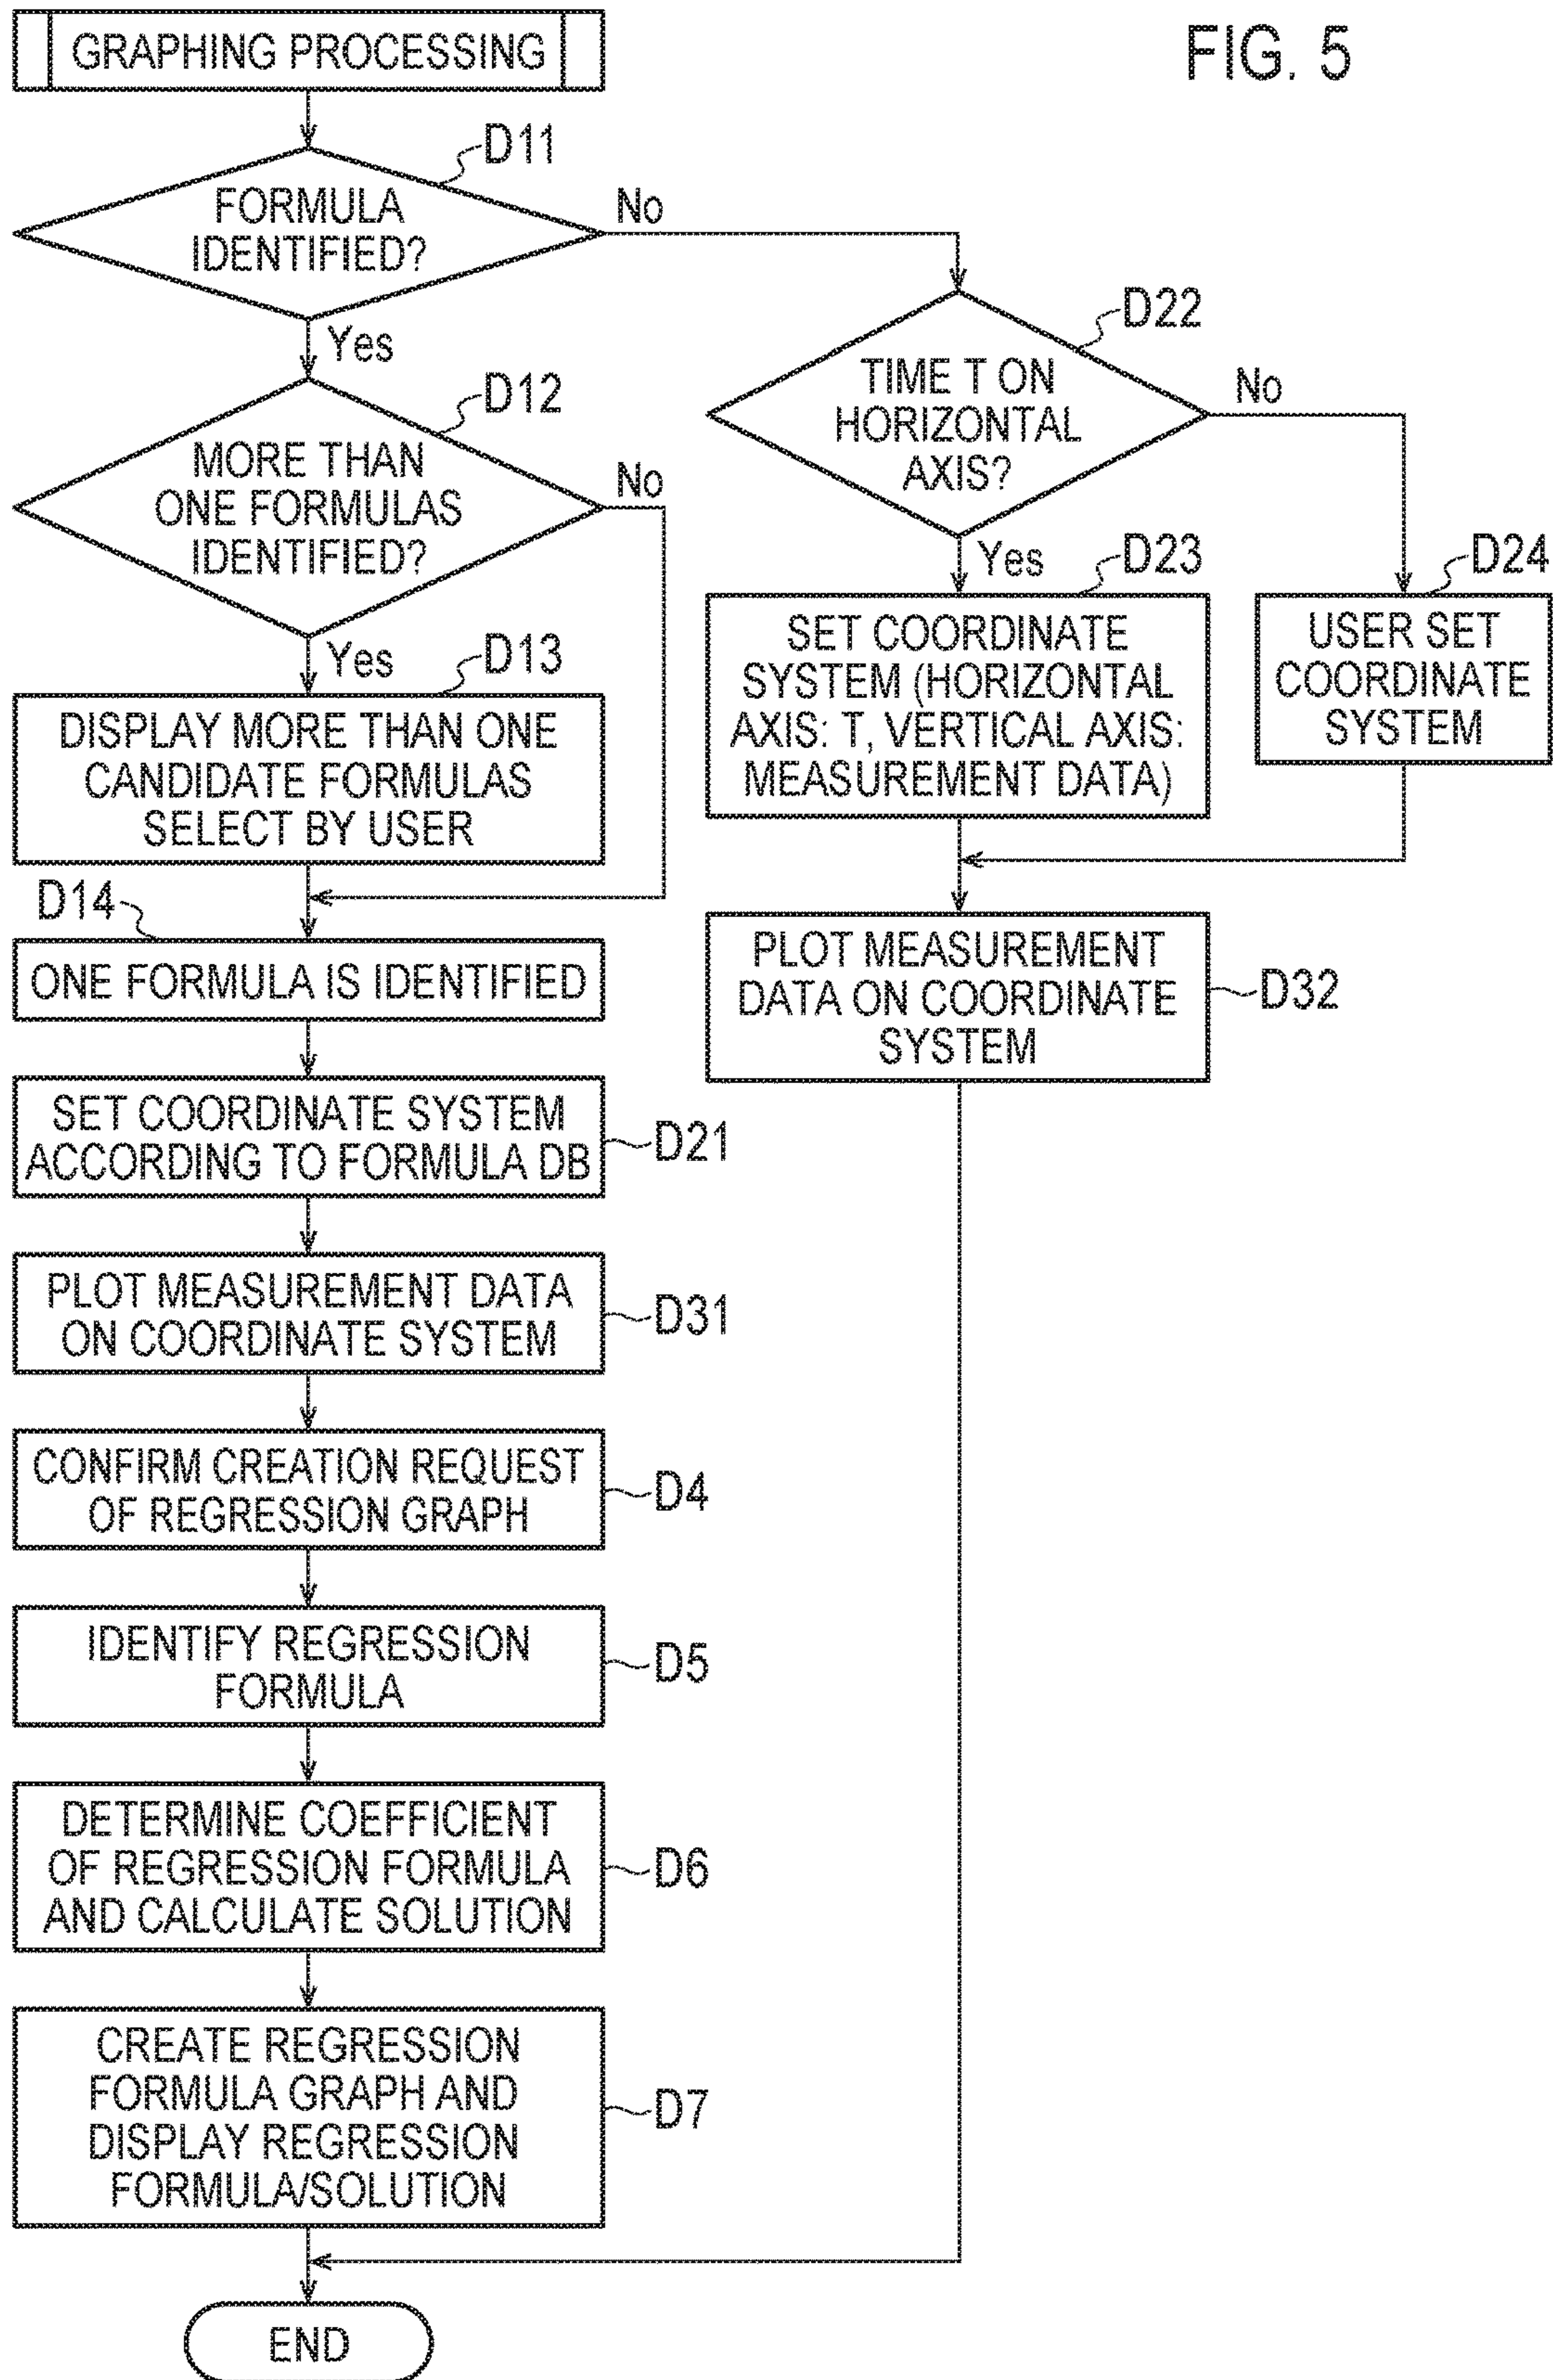 FIG. 5
GRAPHING PROCESSING
D11
FORMULA
IDENTIFIED?
No
Yes
D12
MORE THAN
ONE FORMULAS
IDENTIFIED?
No
Yes
D13
DISPLAY MORE THAN ONE
CANDIDATE FORMULAS
SELECT BY USER
D14
ONE FORMULA IS IDENTIFIED
SET COORDINATE SYSTEM
ACCORDING TO FORMULA DB
D21
PLOT MEASUREMENT DATA
ON COORDINATE SYSTEM
D31
CONFIRM CREATION REQUEST
OF REGRESSION GRAPH
D4
IDENTIFY REGRESSION
FORMULA
D5
DETERMINE COEFFICIENT
OF REGRESSION FORMULA
AND CALCULATE SOLUTION
D6
CREATE REGRESSION
FORMULA GRAPH AND
DISPLAY REGRESSION
FORMULA/SOLUTION
D7
END
D22
TIME T ON
HORIZONTAL
AXIS?
No
Yes
D23
SET COORDINATE
SYSTEM (HORIZONTAL
AXIS: T, VERTICAL AXIS:
MEASUREMENT DATA)
D24
USER SET
COORDINATE
SYSTEM
PLOT MEASUREMENT
DATA ON COORDINATE
SYSTEM
D32